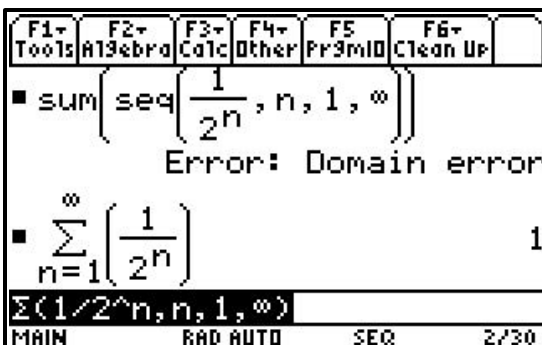 F1▾ F2▾ F3▾ F4▾ F5 F6▾
Tools Algebra Calc Other PrgmIO Clean Up
▪ sum(seq(1/2^n, n, 1, ∞))
Error: Domain error
▪ ∞ Σ n=1 (1/2^n) 1
Σ(1/2^n,n,1,∞)
MAIN RAD AUTO SEQ 2/30